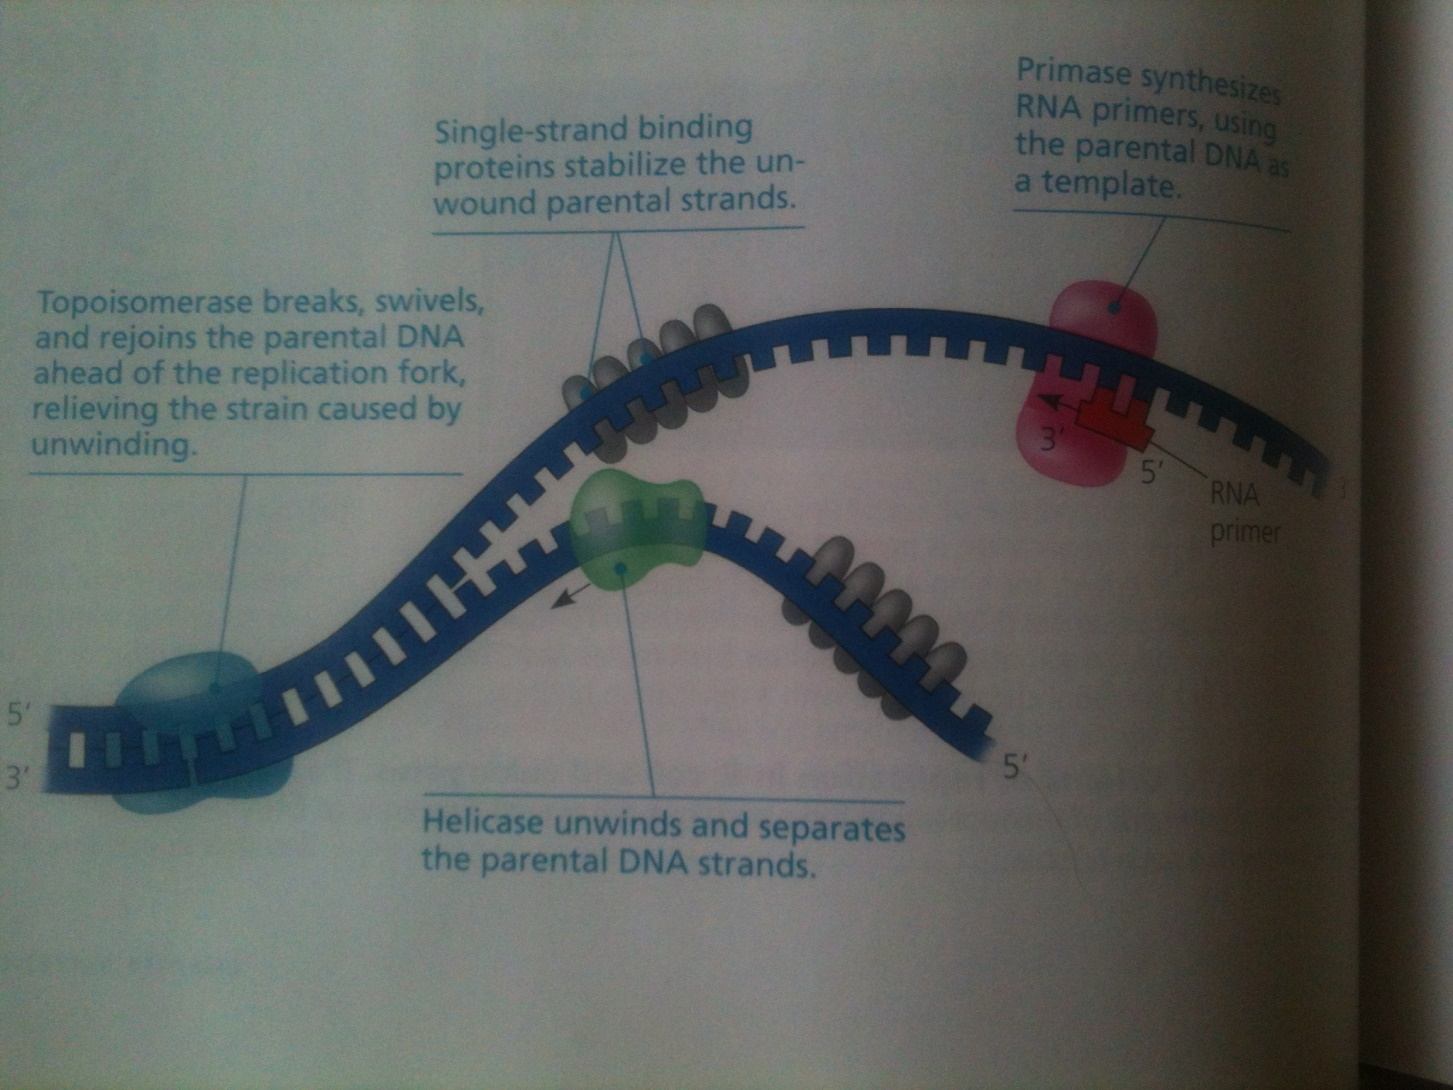 Primase synthesizes
RNA primers, using
the parental DNA as
a template.
Single-strand binding
proteins stabilize the un-
wound parental strands.
Topoisomerase breaks, swivels,
and rejoins the parental DNA
ahead of the replication fork,
relieving the strain caused by
unwinding.
3′
5′
RNA
primer
3
5′
3′
5′
Helicase unwinds and separates
the parental DNA strands.